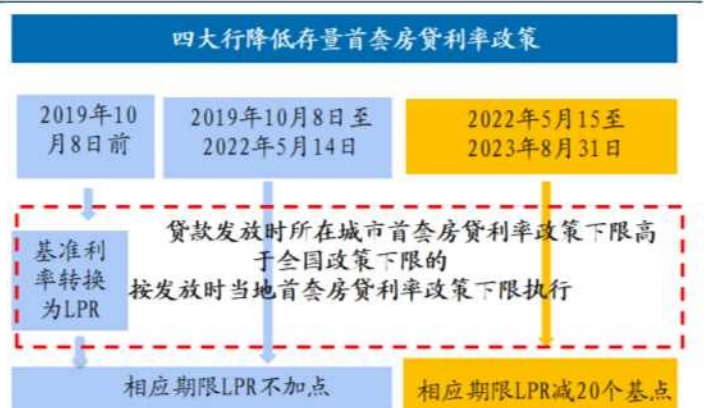 四大行降低存量首套房贷利率政策
2019年10
月8日前
2019年10月8日至
2022年5月14日
2022年5月15至
2023年8月31日
贷款发放时所在城市首套房贷利率政策下限高
于全国政策下限的
按发放时当地首套房贷利率政策下限执行
基准利
率转换
为LPR
相应期限LPR不加点
相应期限LPR减20个基点